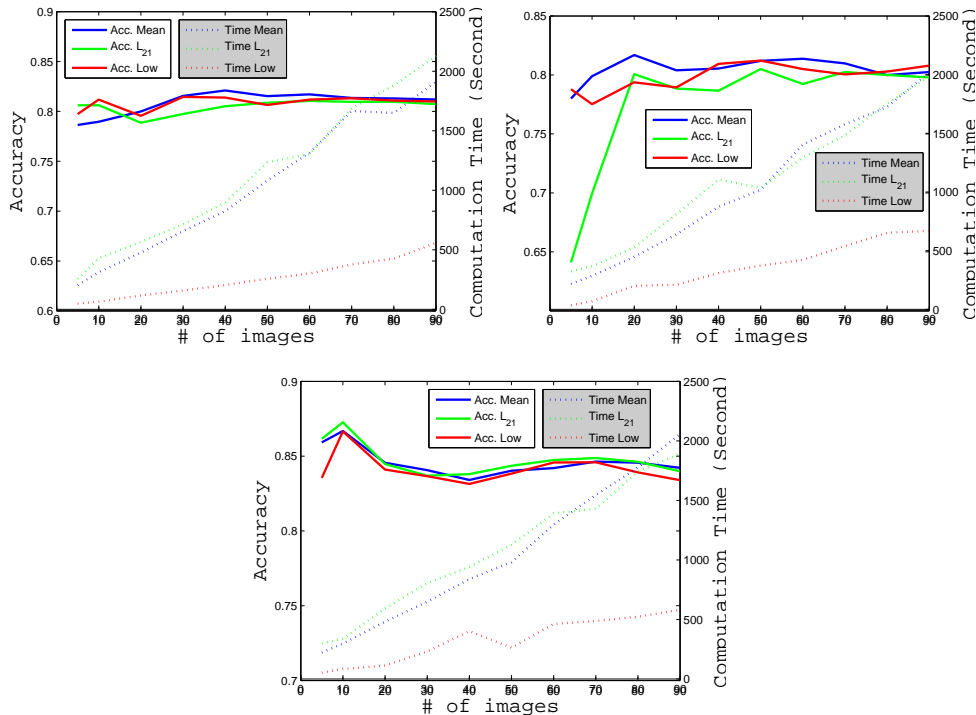 0.9
0.85
0.8
0.75
0.7
0.65
0.6
Accuracy
Acc. Mean
Acc. L21
Acc. Low
Time Mean
Time L21
Time Low
2500
2000
1500
1000
500
0
Computation Time (Second)
0 10 20 30 40 50 60 70 80 90
# of images
0.85
0.8
0.75
0.7
0.65
Accuracy
Acc. Mean
Acc. L21
Acc. Low
Time Mean
Time L21
Time Low
2500
2000
1500
1000
500
0
Computation Time (Second)
0 10 20 30 40 50 60 70 80 90
# of images
0.9
0.85
0.8
0.75
0.7
Accuracy
Acc. Mean
Acc. L21
Acc. Low
Time Mean
Time L21
Time Low
2500
2000
1500
1000
500
0
Computation Time (Second)
0 10 20 30 40 50 60 70 80 90
# of images